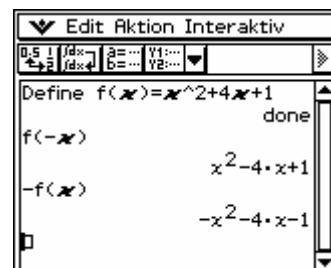 Edit Aktion Interaktiv
Define f(x)=x^2+4x+1
done
f(-x)
x²-4·x+1
-f(x)
-x²-4·x-1